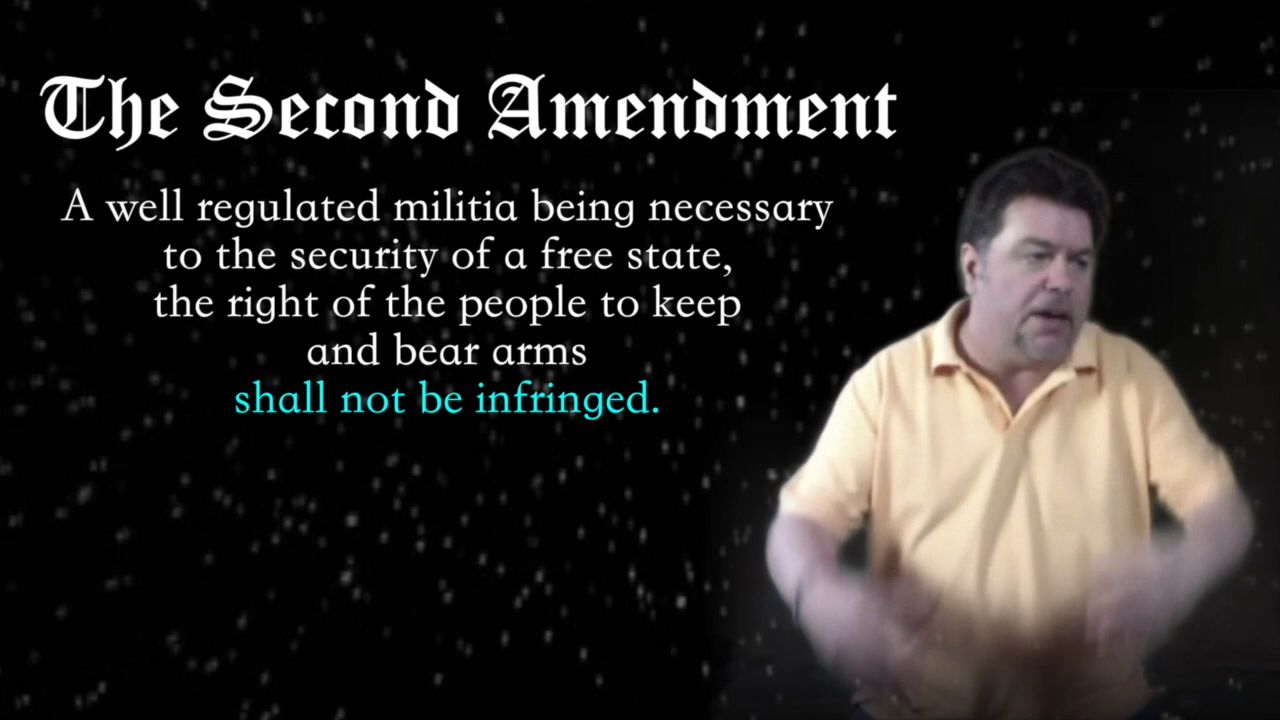 The Second Amendment
A well regulated militia being necessary
to the security of a free state,
the right of the people to keep
and bear arms
shall not be infringed.